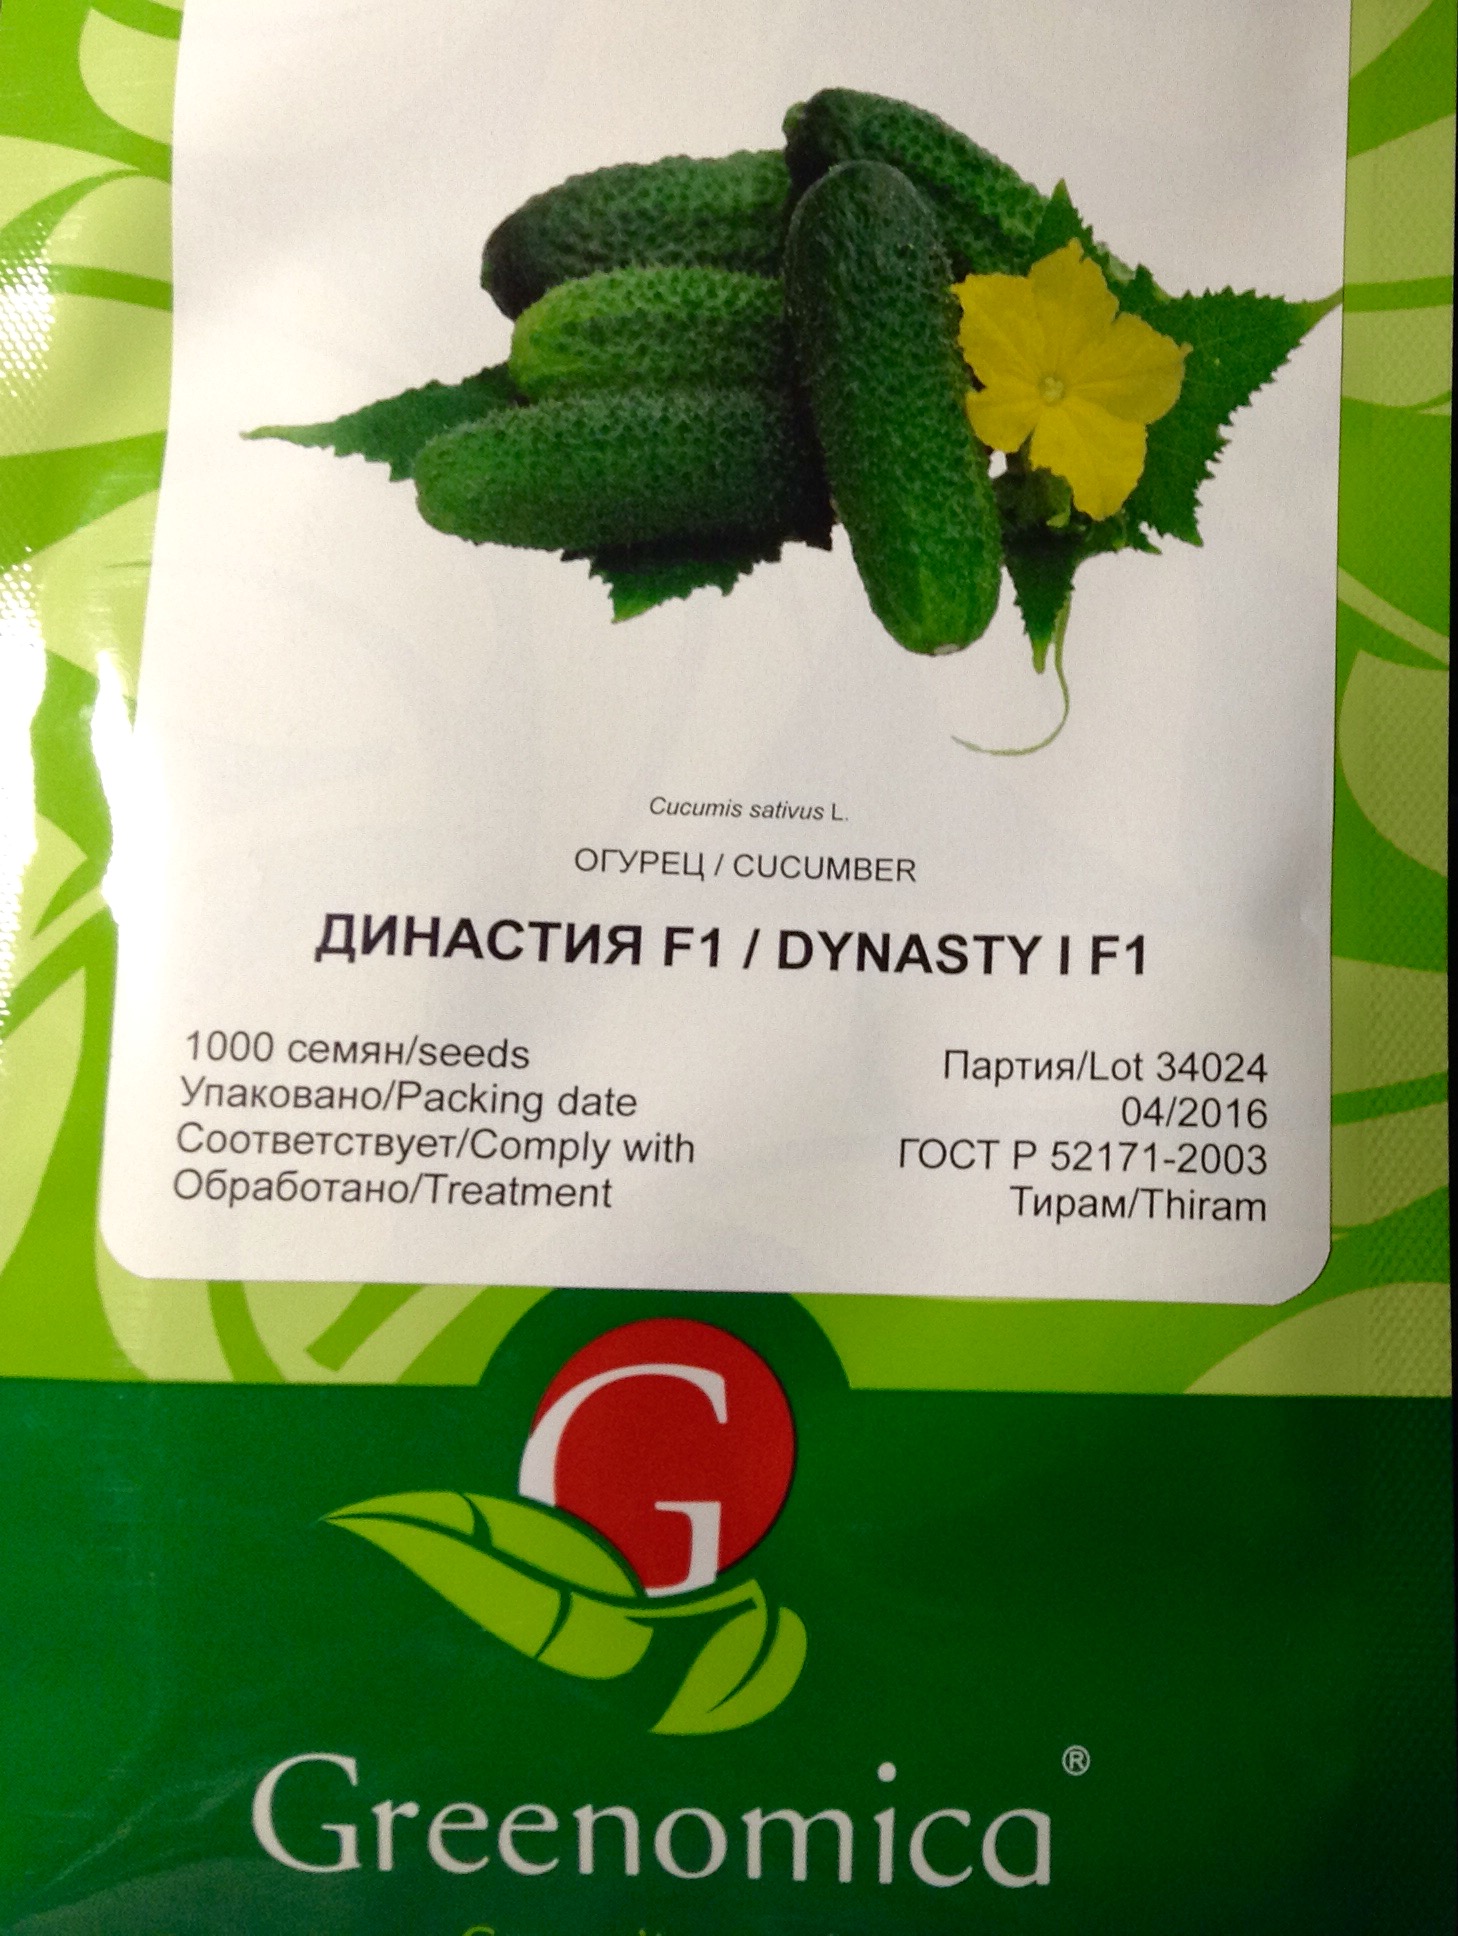 Cucumis sativus L.
ОГУРЕЦ / CUCUMBER
ДИНАСТИЯ F1 / DYNASTY I F1
1000 семян/seeds Партия/Lot 34024
Упаковано/Packing date 04/2016
Соответствует/Comply with ГОСТ Р 52171-2003
Обработано/Treatment Тирам/Thiram
G
Greenomica®